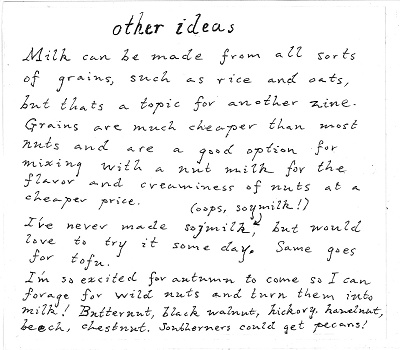 other ideas
Milk can be made from all sorts
of grains, such as rice and oats,
but thats a topic for another zine.
Grains are much cheaper than most
nuts and are a good option for
mixing with a nut milk for the
flavor and creaminess of nuts at a
cheaper price.
(oops, soymilk!)
I've never made sojmilk, but would
love to try it some day. Same goes
for tofu.
I'm so excited for autumn to come so I can
forage for wild nuts and turn them into
milk! Butternut, black walnut, hickory, hazelnut,
beech, chestnut. Southerners could get pecans!